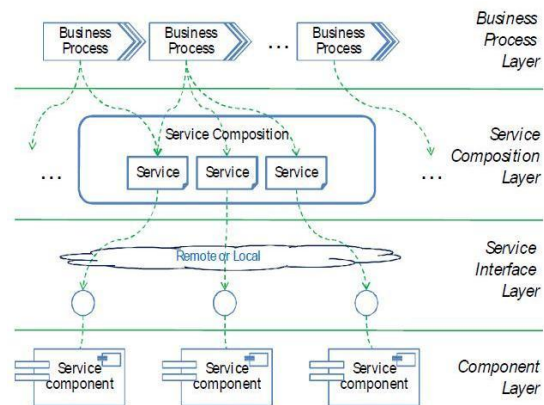 Business
Process
Business
Process
...
Business
Process
Business
Process
Layer
Service Composition
Service
Service
Service
...
...
Service
Composition
Layer
Remote or Local
Service
Interface
Layer
Service
component
Service
component
Service
component
Component
Layer